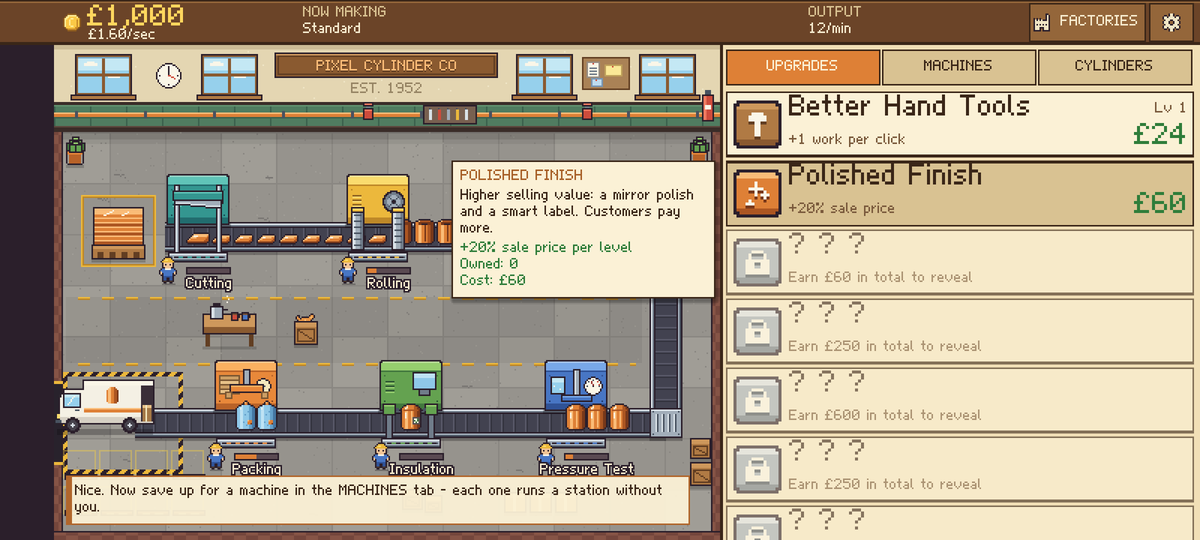 £1,000
£1.60/sec
NOW MAKING
Standard
OUTPUT
12/min
FACTORIES
PIXEL CYLINDER CO
EST. 1952
UPGRADES
MACHINES
CYLINDERS
Better Hand Tools
Lv 1
+1 work per click
£24
Polished Finish
+20% sale price
£60
? ? ?
Earn £60 in total to reveal
? ? ?
Earn £250 in total to reveal
? ? ?
Earn £600 in total to reveal
? ? ?
Earn £250 in total to reveal
? ? ?
POLISHED FINISH
Higher selling value: a mirror polish
and a smart label. Customers pay
more.
+20% sale price per level
Owned: 0
Cost: £60
Cutting
Rolling
Packing
Insulation
Pressure Test
Nice. Now save up for a machine in the MACHINES tab - each one runs a station without
you.